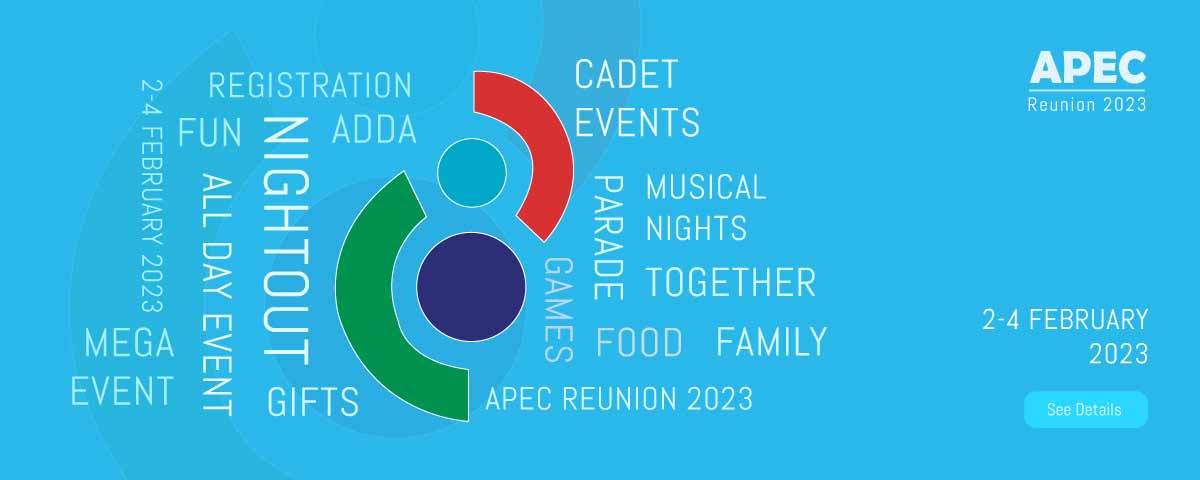 2-4 FEBRUARY 2023
REGISTRATION
FUN
ADDA
ALL DAY EVENT
NIGHTOUT
MEGA
EVENT
GIFTS
CADET
EVENTS
PARADE
MUSICAL
NIGHTS
TOGETHER
GAMES
FOOD
FAMILY
APEC REUNION 2023
APEC
Reunion 2023
2-4 FEBRUARY
2023
See Details